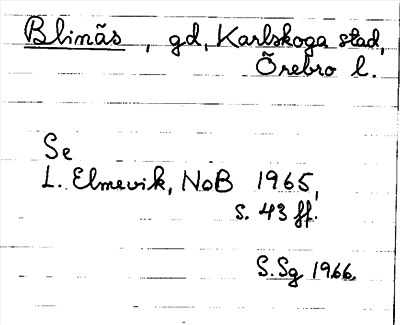 Blinäs, gd, Karlskoga stad,
Örebro l.
Se
L. Elmevik, NoB 1965,
s. 43 ff.
S.Sg 1966